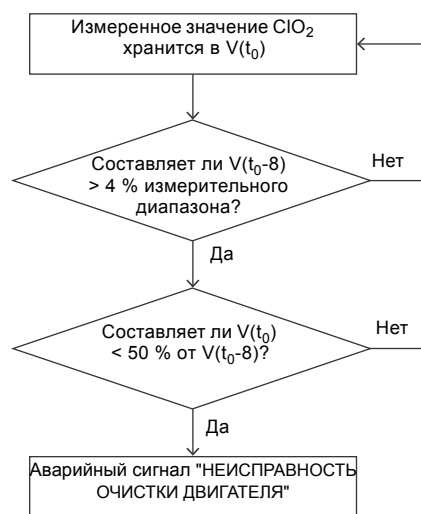 Измеренное значение ClO₂
хранится в V(t₀)
Составляет ли V(t₀-8)
> 4 % измерительного
диапазона?
Нет
Да
Составляет ли V(t₀)
< 50 % от V(t₀-8)?
Нет
Да
Аварийный сигнал "НЕИСПРАВНОСТЬ
ОЧИСТКИ ДВИГАТЕЛЯ"